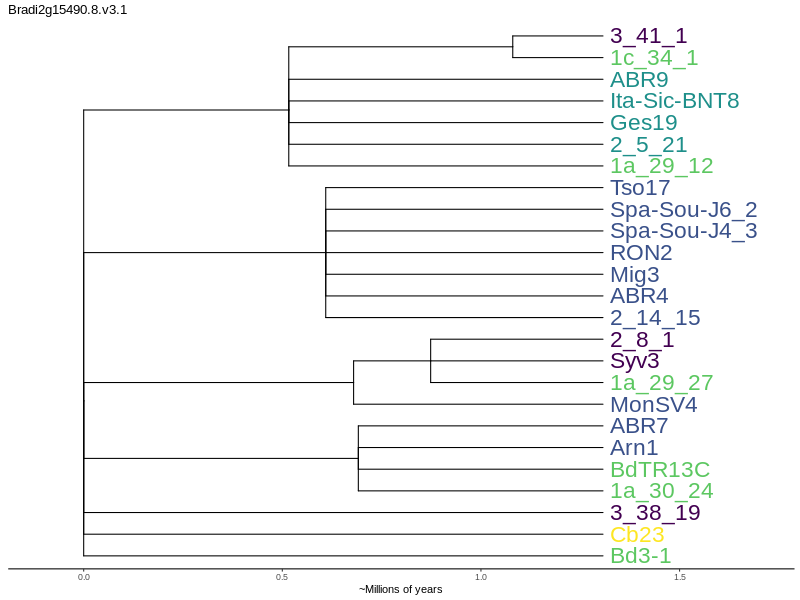 Bradi2g15490.8.v3.1
3_41_1
1c_34_1
ABR9
Ita-Sic-BNT8
Ges19
2_5_21
1a_29_12
Tso17
Spa-Sou-J6_2
Spa-Sou-J4_3
RON2
Mig3
ABR4
2_14_15
2_8_1
Syv3
1a_29_27
MonSV4
ABR7
Arn1
BdTR13C
1a_30_24
3_38_19
Cb23
Bd3-1
0.0 0.5 1.0 1.5
~Millions of years